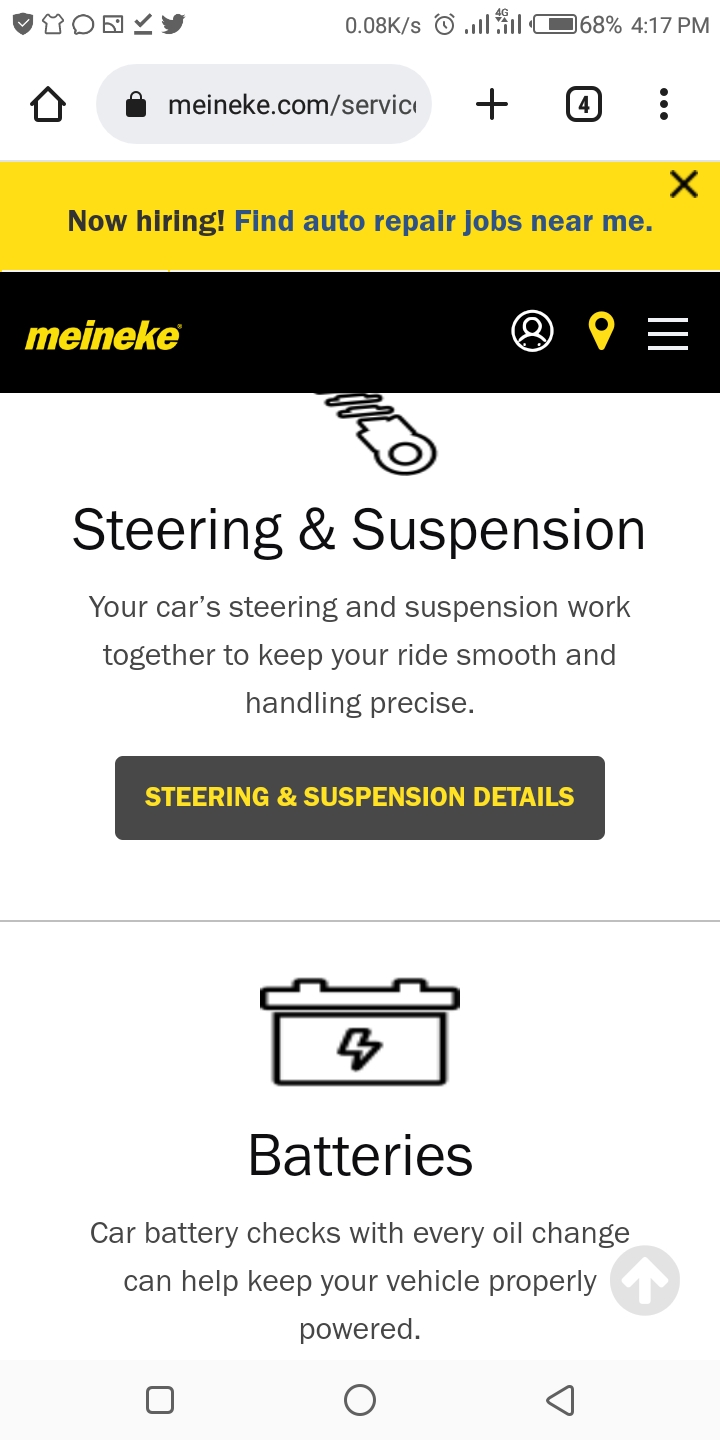 0.08K/s 4G 68% 4:17 PM
meineke.com/servic
4
Now hiring! Find auto repair jobs near me.
meineke
Steering & Suspension
Your car’s steering and suspension work
together to keep your ride smooth and
handling precise.
STEERING & SUSPENSION DETAILS
Batteries
Car battery checks with every oil change
can help keep your vehicle properly
powered.